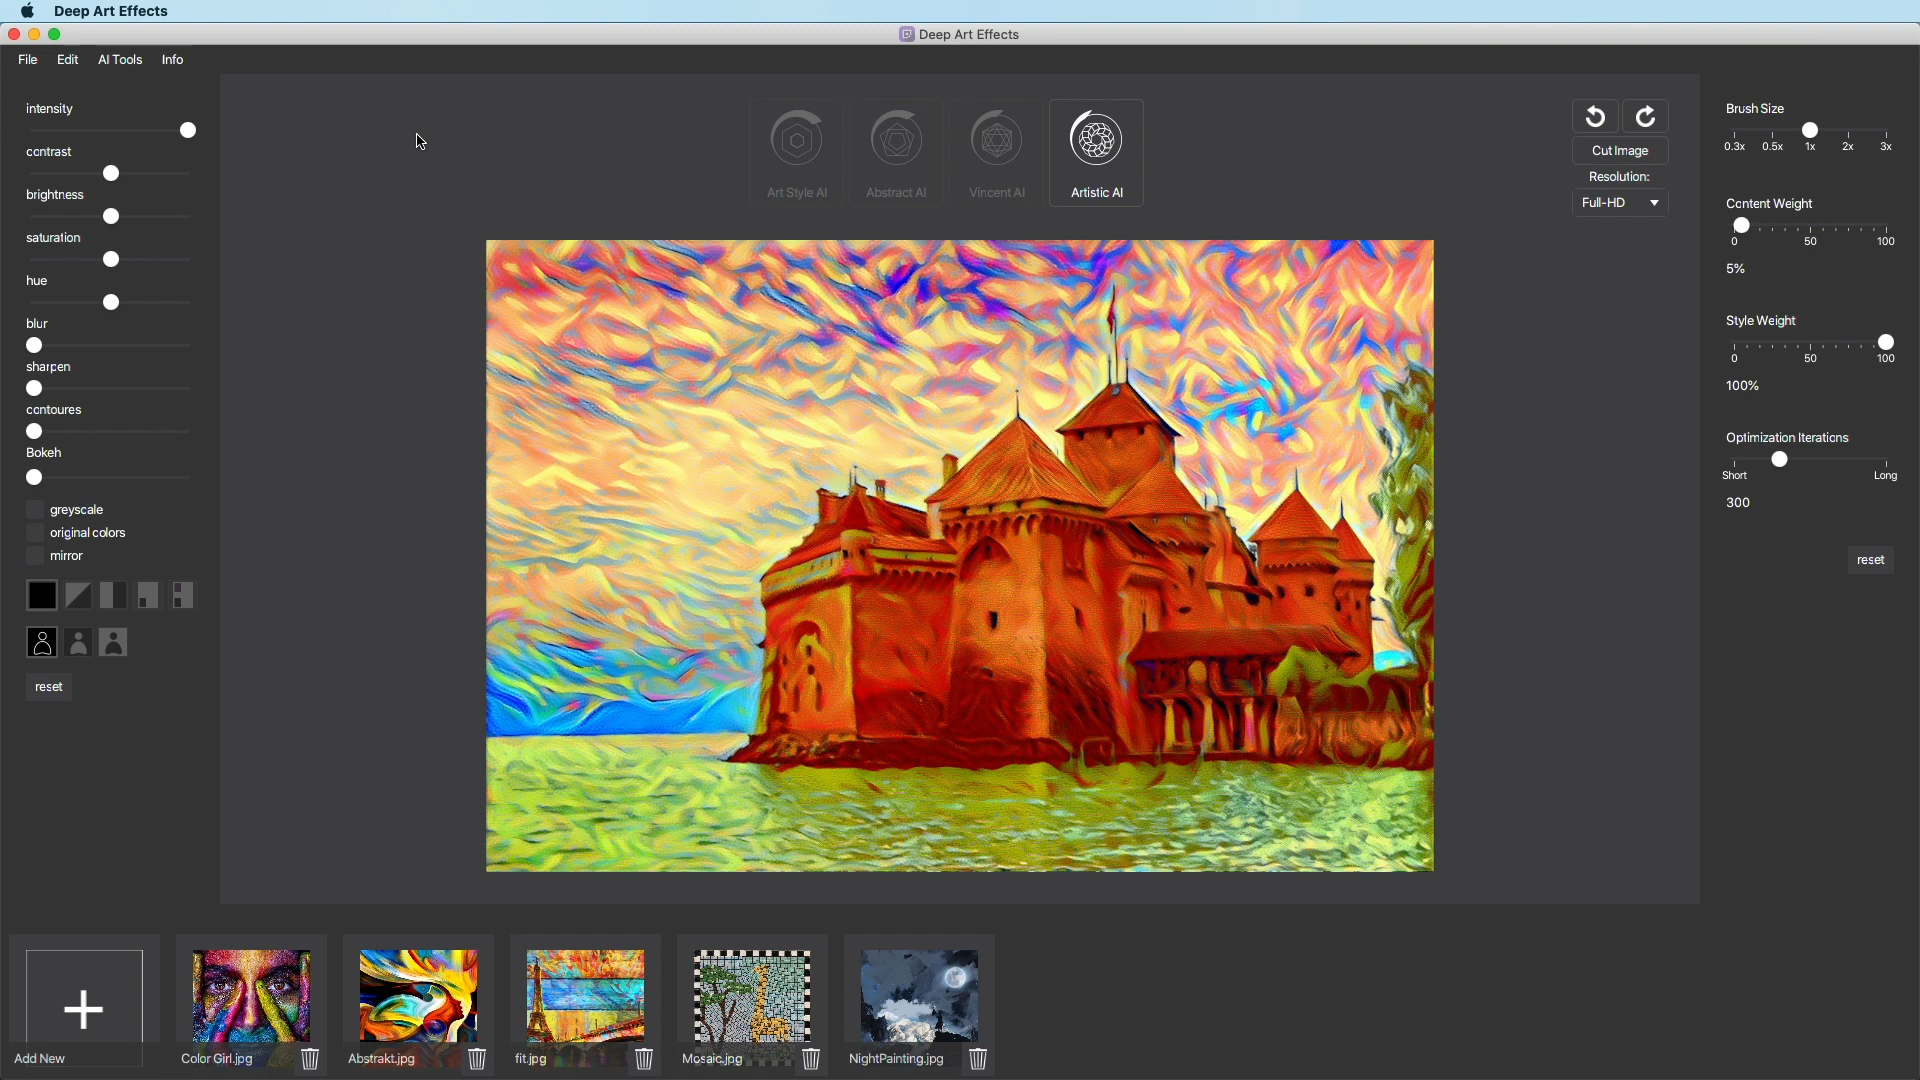 Deep Art Effects
Deep Art Effects
File Edit AI Tools Info
intensity
contrast
brightness
saturation
hue
blur
sharpen
contoures
Bokeh
greyscale
original colors
mirror
reset
Art Style AI
Abstract AI
Vincent AI
Artistic AI
Cut Image
Resolution:
Full-HD
Brush Size
0.3x 0.5x 1x 2x 3x
Content Weight
0 50 100
5%
Style Weight
0 50 100
100%
Optimization Iterations
Short Long
300
reset
Add New
Color Girl.jpg
Abstrakt.jpg
fit.jpg
Mosaic.jpg
NightPainting.jpg